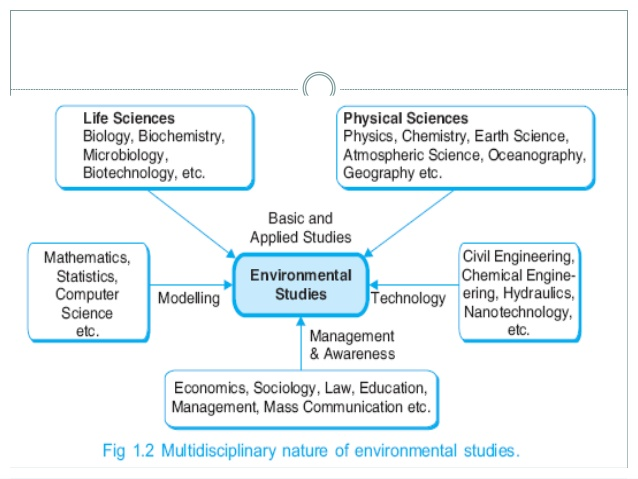 Life Sciences
Biology, Biochemistry,
Microbiology,
Biotechnology, etc.
Physical Sciences
Physics, Chemistry, Earth Science,
Atmospheric Science, Oceanography,
Geography etc.
Basic and
Applied Studies
Mathematics,
Statistics,
Computer
Science
etc.
Modelling
Environmental
Studies
Technology
Civil Engineering,
Chemical Engine-
ering, Hydraulics,
Nanotechnology,
etc.
Management
& Awareness
Economics, Sociology, Law, Education,
Management, Mass Communication etc.
Fig 1.2 Multidisciplinary nature of environmental studies.